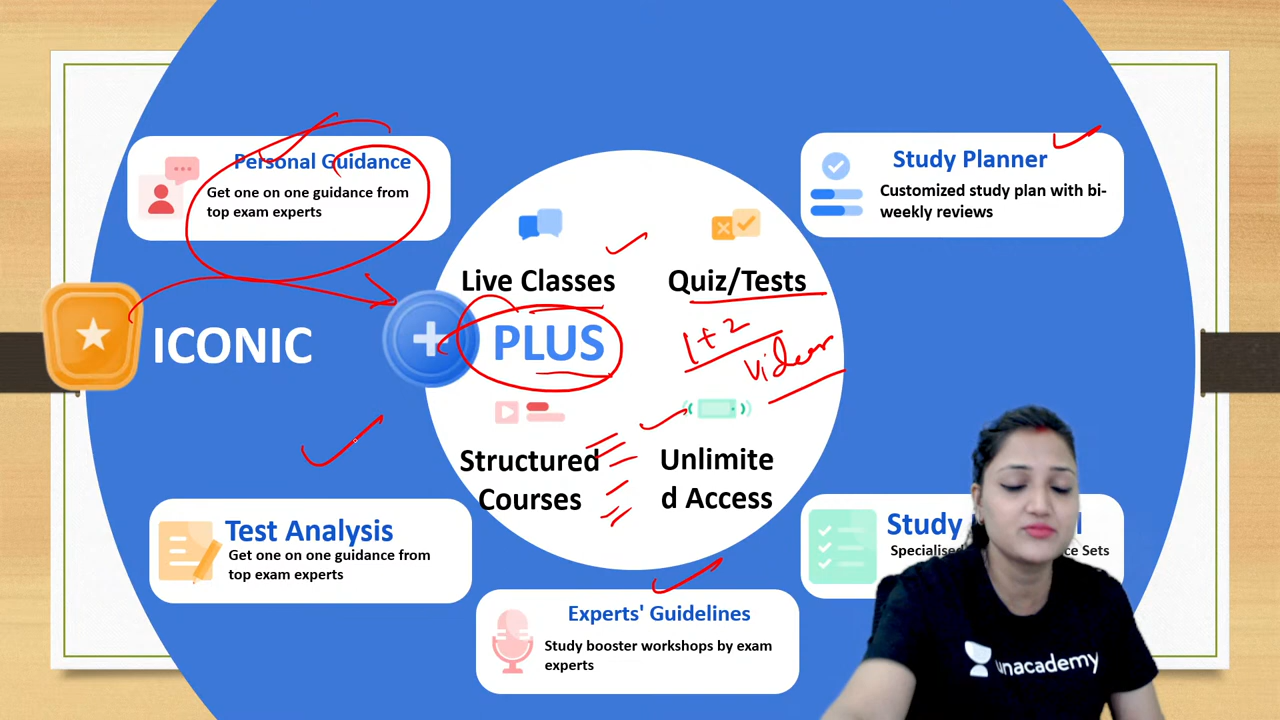 Personal Guidance
Get one on one guidance from
top exam experts
Study Planner
Customized study plan with bi-
weekly reviews
Live Classes
Quiz/Tests
ICONIC
PLUS
1+2
Structured
Courses
Unlimite
d Access
Test Analysis
Get one on one guidance from
top exam experts
Experts' Guidelines
Study booster workshops by exam
experts
Study
Specialised
ce Sets
unacademy